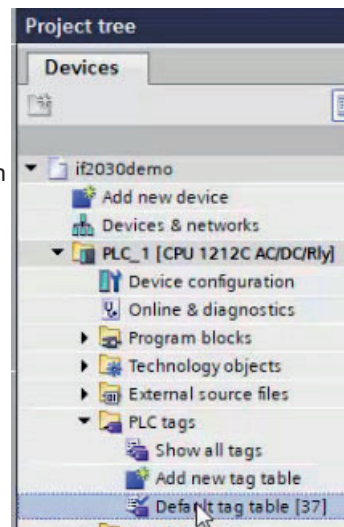 Project tree
Devices
n
if2030demo
Add new device
Devices & networks
PLC_1 [CPU 1212C AC/DC/Rly]
Device configuration
Online & diagnostics
Program blocks
Technology objects
External source files
PLC tags
Show all tags
Add new tag table
Default tag table [37]